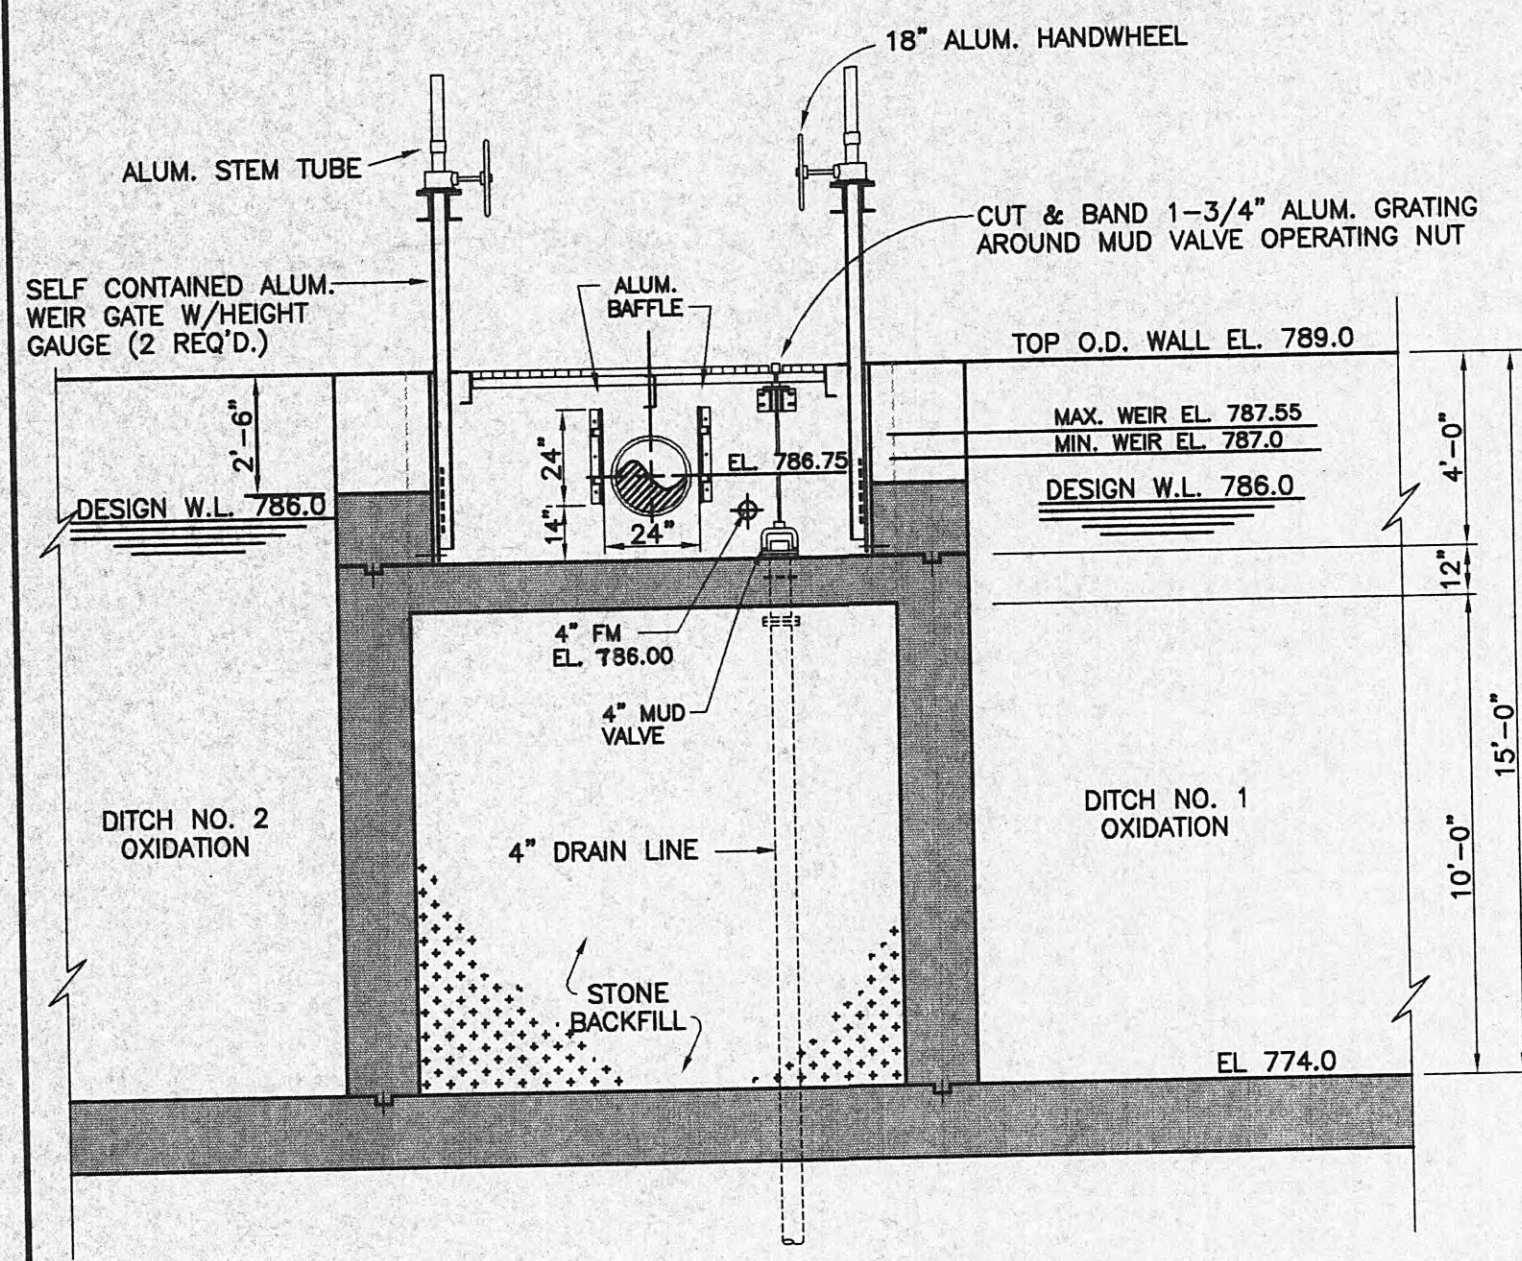 18" ALUM. HANDWHEEL
ALUM. STEM TUBE
CUT & BAND 1-3/4" ALUM. GRATING
AROUND MUD VALVE OPERATING NUT
SELF CONTAINED ALUM.
WEIR GATE W/HEIGHT
GAUGE (2 REQ'D.)
ALUM.
BAFFLE
TOP O.D. WALL EL. 789.0
2'-6"
24"
14"
24"
EL. 786.75
MAX. WEIR EL. 787.55
MIN. WEIR EL. 787.0
4'-0"
DESIGN W.L. 786.0
DESIGN W.L. 786.0
12"
4" FM
EL. 786.00
4" MUD
VALVE
15'-0"
DITCH NO. 2
OXIDATION
DITCH NO. 1
OXIDATION
4" DRAIN LINE
10'-0"
STONE
BACKFILL
EL 774.0